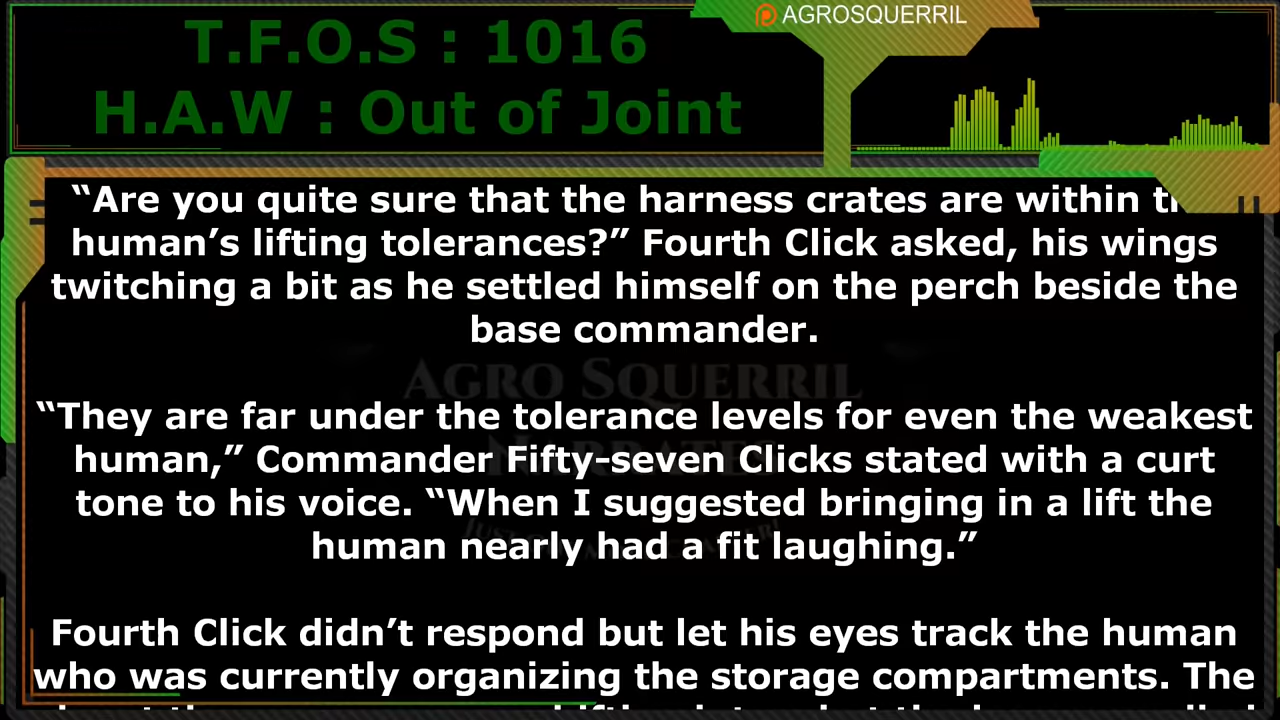 AGROSQUERRIL
T.F.O.S : 1016
H.A.W : Out of Joint
“Are you quite sure that the harness crates are within
human’s lifting tolerances?” Fourth Click asked, his wings
twitching a bit as he settled himself on the perch beside the
base commander.
AGRO SQUERRIL
NARRATES
“They are far under the tolerance levels for even the weakest
human,” Commander Fifty-seven Clicks stated with a curt
tone to his voice. “When I suggested bringing in a lift the
human nearly had a fit laughing.”
Fourth Click didn’t respond but let his eyes track the human
who was currently organizing the storage compartments. The